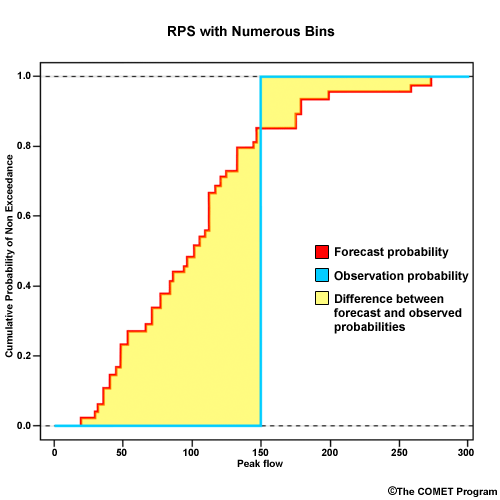 RPS with Numerous Bins
Cumulative Probability of Non Exceedance
1.0
0.8
0.6
0.4
0.2
0.0
Forecast probability
Observation probability
Difference between
forecast and observed
probabilities
0
50
100
150
200
250
300
Peak flow
©The COMET Program